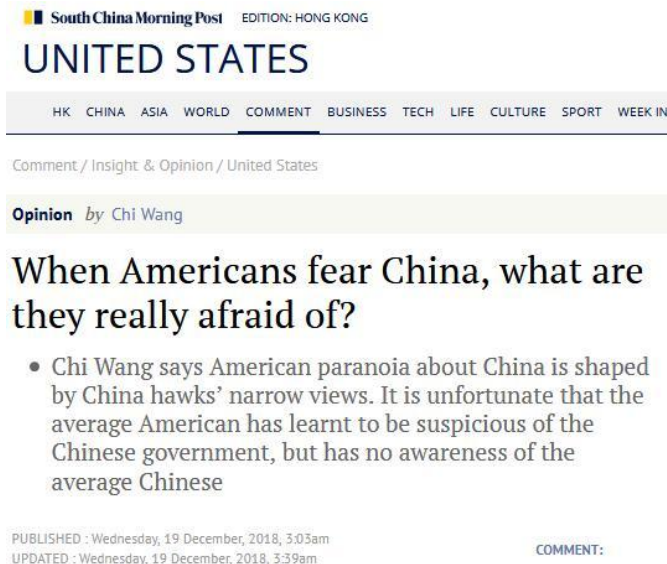 South China Morning Post EDITION: HONG KONG
UNITED STATES
HK CHINA ASIA WORLD COMMENT BUSINESS TECH LIFE CULTURE SPORT WEEK IN
Comment / Insight & Opinion / United States
Opinion by Chi Wang
When Americans fear China, what are
they really afraid of?
• Chi Wang says American paranoia about China is shaped
by China hawks’ narrow views. It is unfortunate that the
average American has learnt to be suspicious of the
Chinese government, but has no awareness of the
average Chinese
PUBLISHED : Wednesday, 19 December, 2018, 3:03am
UPDATED : Wednesday, 19 December, 2018, 3:39am
COMMENT: